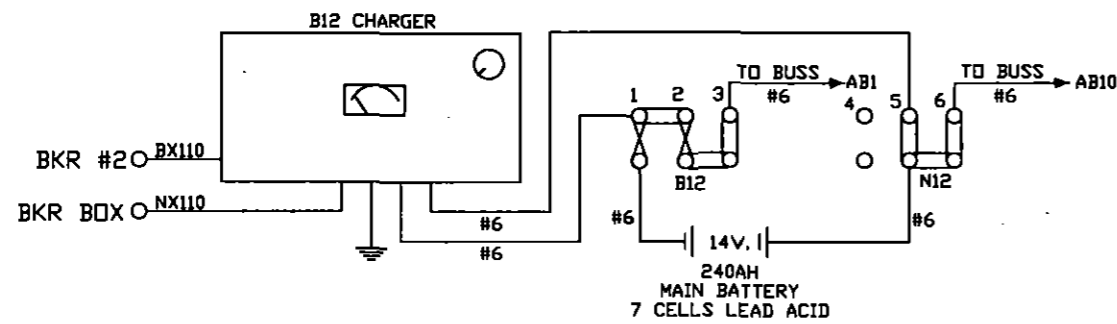 B12 CHARGER
TO BUSS AB1
#6
TO BUSS AB10
#6
1 2 3 4 5 6
BKR #2 BX110
B12
N12
BKR BOX NX110
#6
#6
#6
#6
14V.
240AH
MAIN BATTERY
7 CELLS LEAD ACID